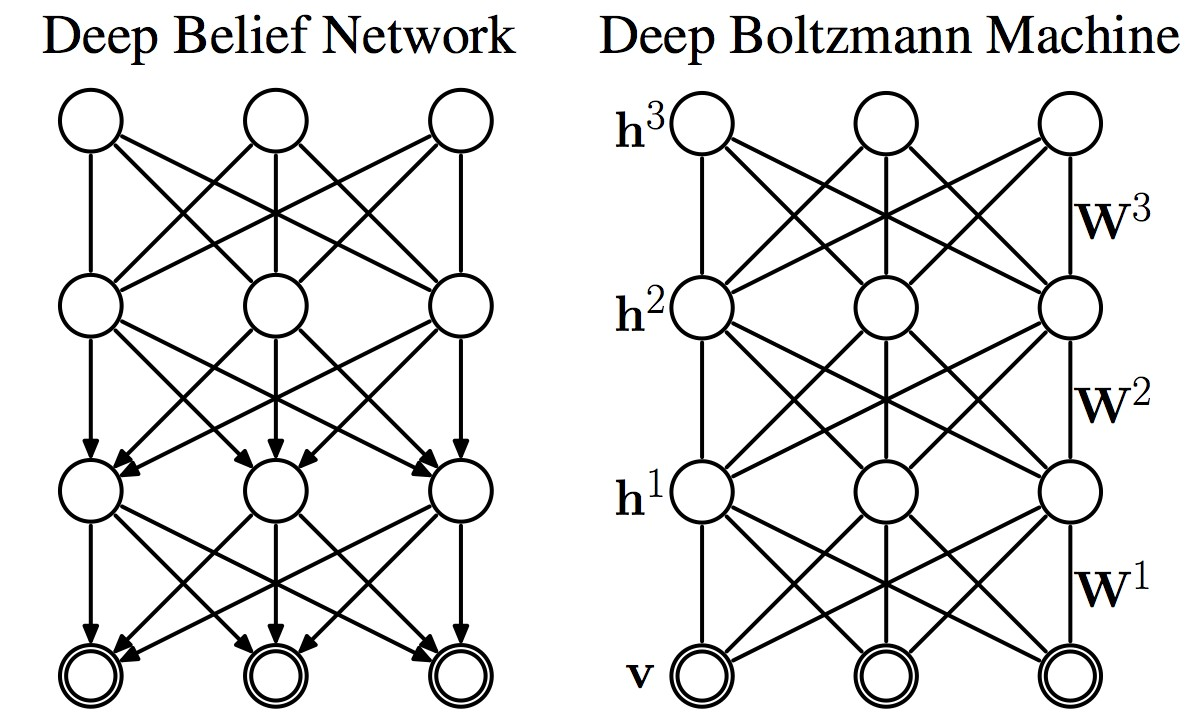 Deep Belief Network
Deep Boltzmann Machine
h³
W³
h²
W²
h¹
W¹
v